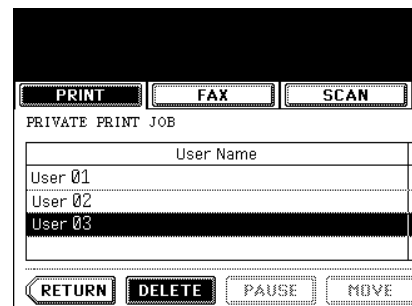 PRINT FAX SCAN
PRIVATE PRINT JOB
User Name
User 01
User 02
User 03
RETURN DELETE PAUSE MOVE